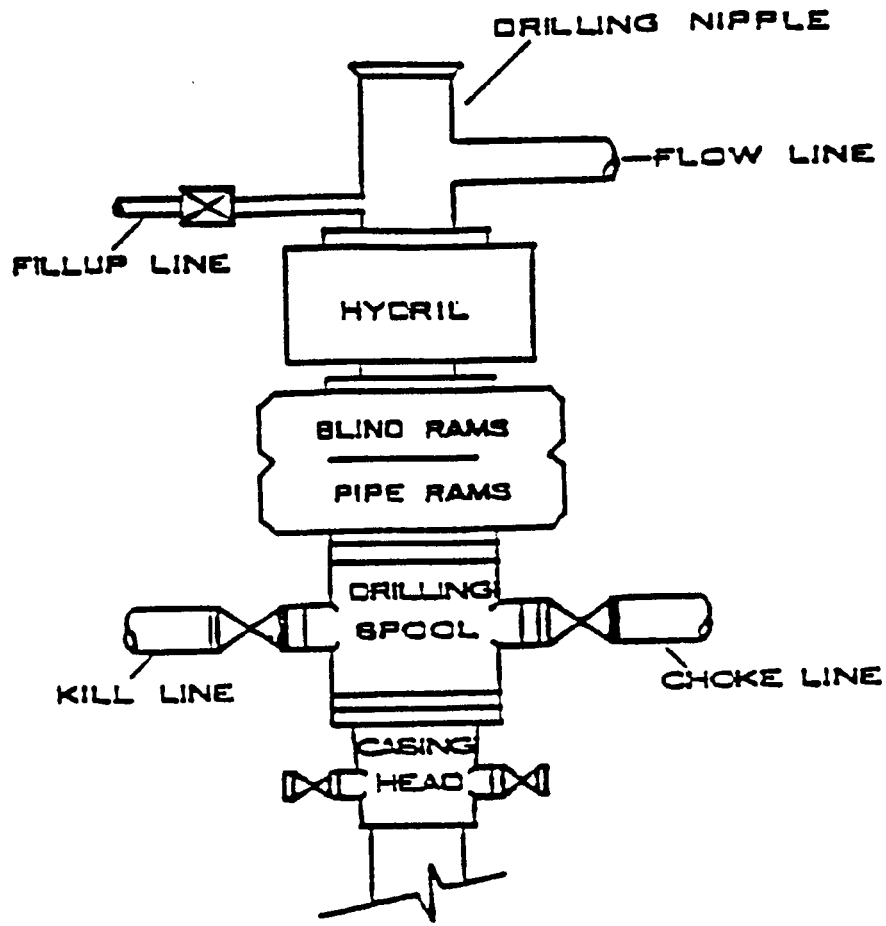 DRILLING NIPPLE
FLOW LINE
FILLUP LINE
HYDRIL
BLIND RAMS
PIPE RAMS
DRILLING
SPOOL
KILL LINE
CHOKE LINE
CASING
HEAD